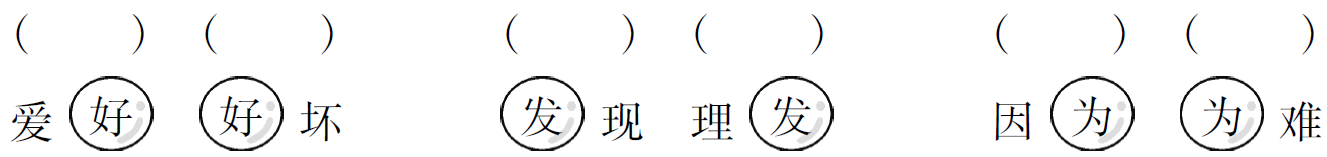 （　　）（　　）　　（　　）（　　）　　（　　）（　　）
爱好　好坏　　发现　理发　　因为　为难